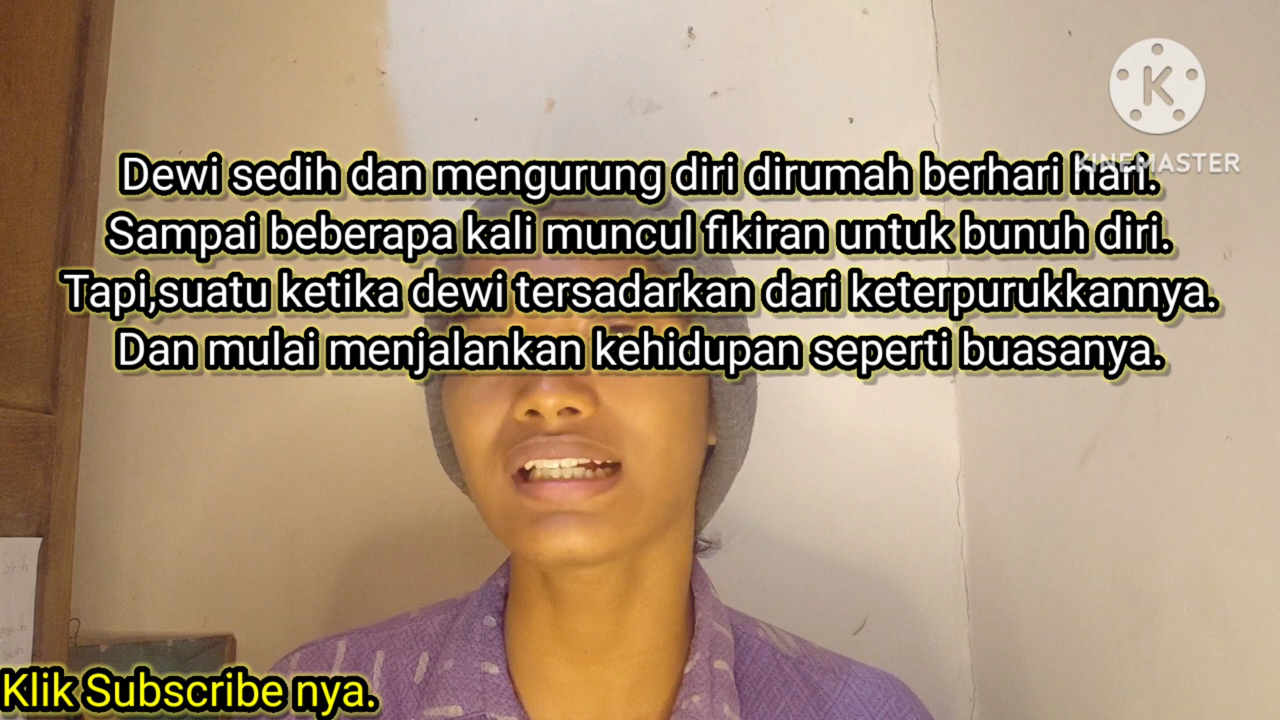 KINEMASTER
Dewi sedih dan mengurung diri dirumah berhari hari.
Sampai beberapa kali muncul fikiran untuk bunuh diri.
Tapi,suatu ketika dewi tersadarkan dari keterpurukkannya.
Dan mulai menjalankan kehidupan seperti buasanya.
Klik Subscribe nya.